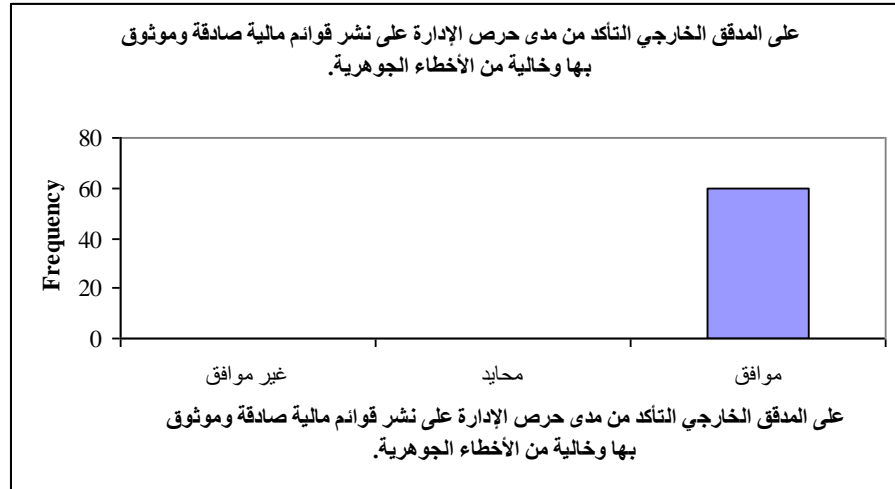 على المدقق الخارجي التأكد من مدى حرص الإدارة على نشر قوائم مالية صادقة وموثوق
بها وخالية من الأخطاء الجوهرية.
80
60
40
20
0
Frequency
غير موافق
محايد
موافق
على المدقق الخارجي التأكد من مدى حرص الإدارة على نشر قوائم مالية صادقة وموثوق
بها وخالية من الأخطاء الجوهرية.